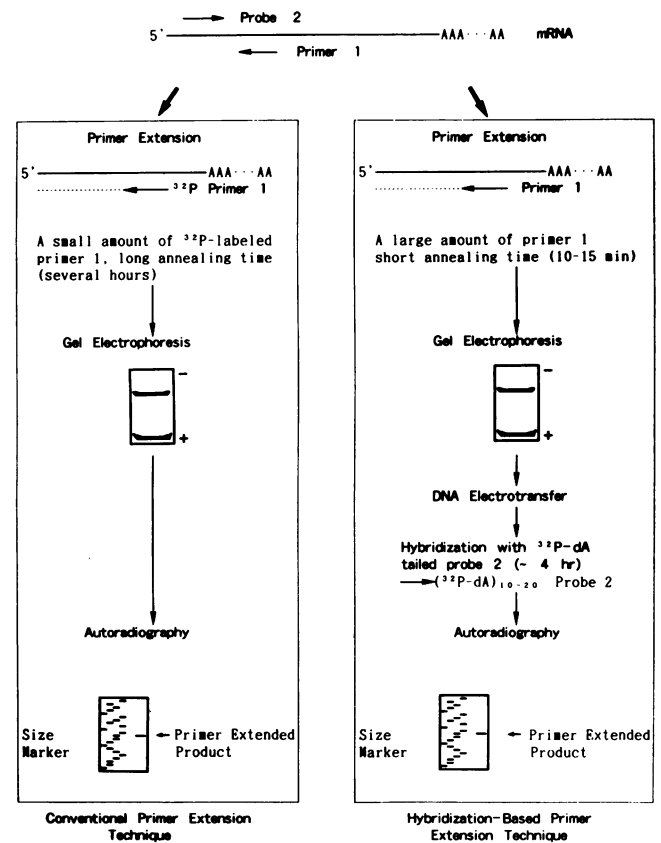 Probe 2
5' AAA···AA mRNA
Primer 1
Primer Extension
5' AAA···AA
³²P Primer 1
A small amount of ³²P-labeled
primer 1, long annealing time
(several hours)
Gel Electrophoresis
-
+
Autoradiography
Size
Marker
Primer Extended
Product
Conventional Primer Extension
Technique
Primer Extension
5' AAA···AA
Primer 1
A large amount of primer 1
short annealing time (10-15 min)
Gel Electrophoresis
-
+
DNA Electrotransfer
Hybridization with ³²P-dA
tailed probe 2 (~ 4 hr)
(³²P-dA)₁₀₋₂₀ Probe 2
Autoradiography
Size
Marker
Primer Extended
Product
Hybridization-Based Primer
Extension Technique